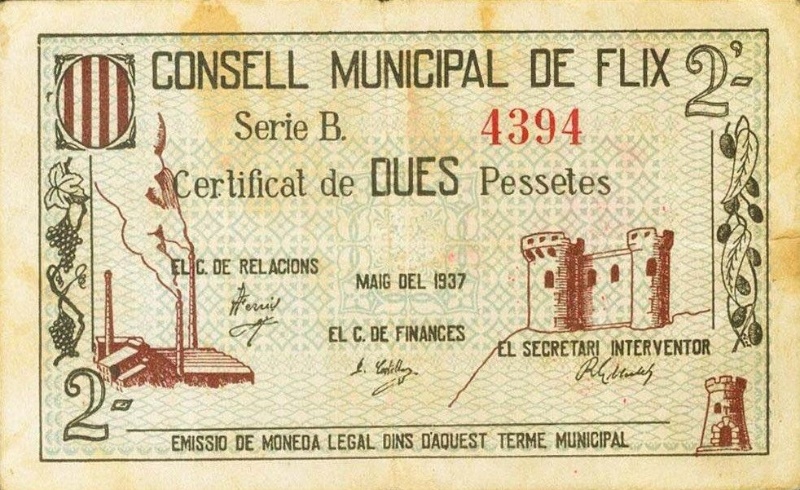 CONSELL MUNICIPAL DE FLIX
2'-
Serie B. 4394
Certificat de DUES Pessetes
EL C. DE RELACIONS
MAIG DEL 1937
EL C. DE FINANCES
EL SECRETARI INTERVENTOR
2'-
EMISSIO DE MONEDA LEGAL DINS D'AQUEST TERME MUNICIPAL